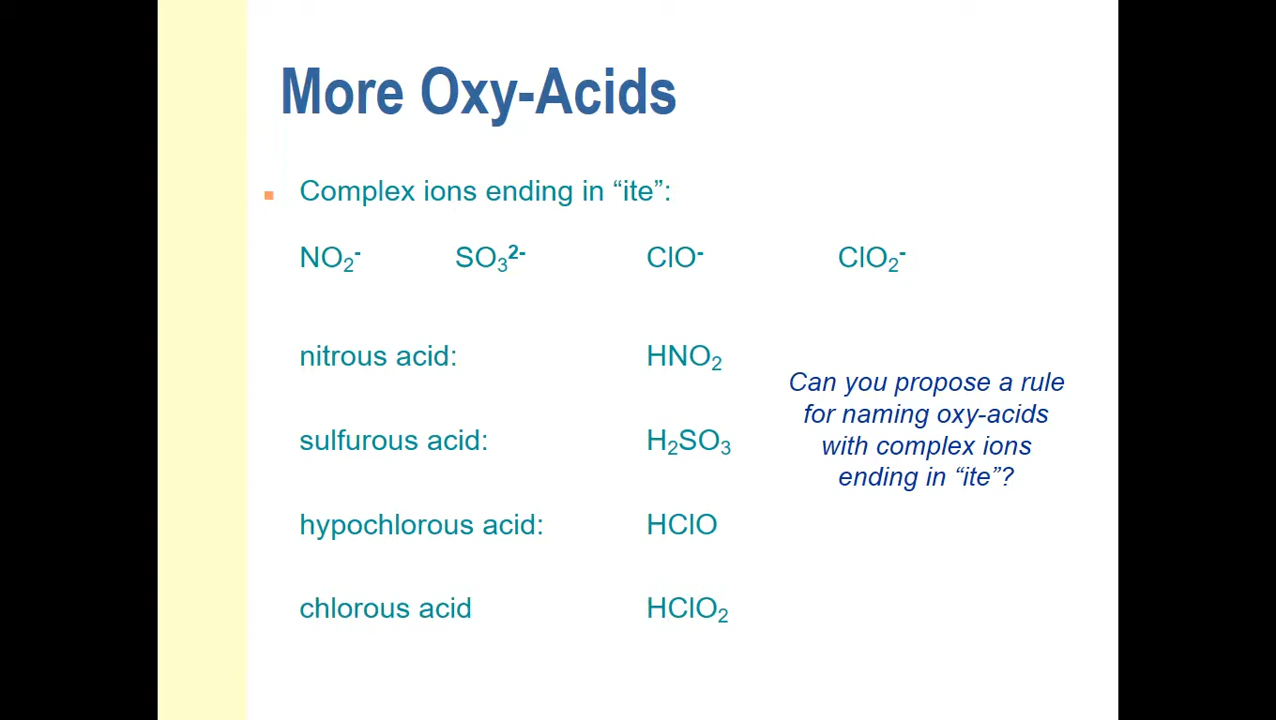 More Oxy-Acids
Complex ions ending in “ite”:
NO₂⁻ SO₃²⁻ ClO⁻ ClO₂⁻
nitrous acid: HNO₂
sulfurous acid: H₂SO₃
hypochlorous acid: HClO
chlorous acid HClO₂
Can you propose a rule
for naming oxy-acids
with complex ions
ending in “ite”?